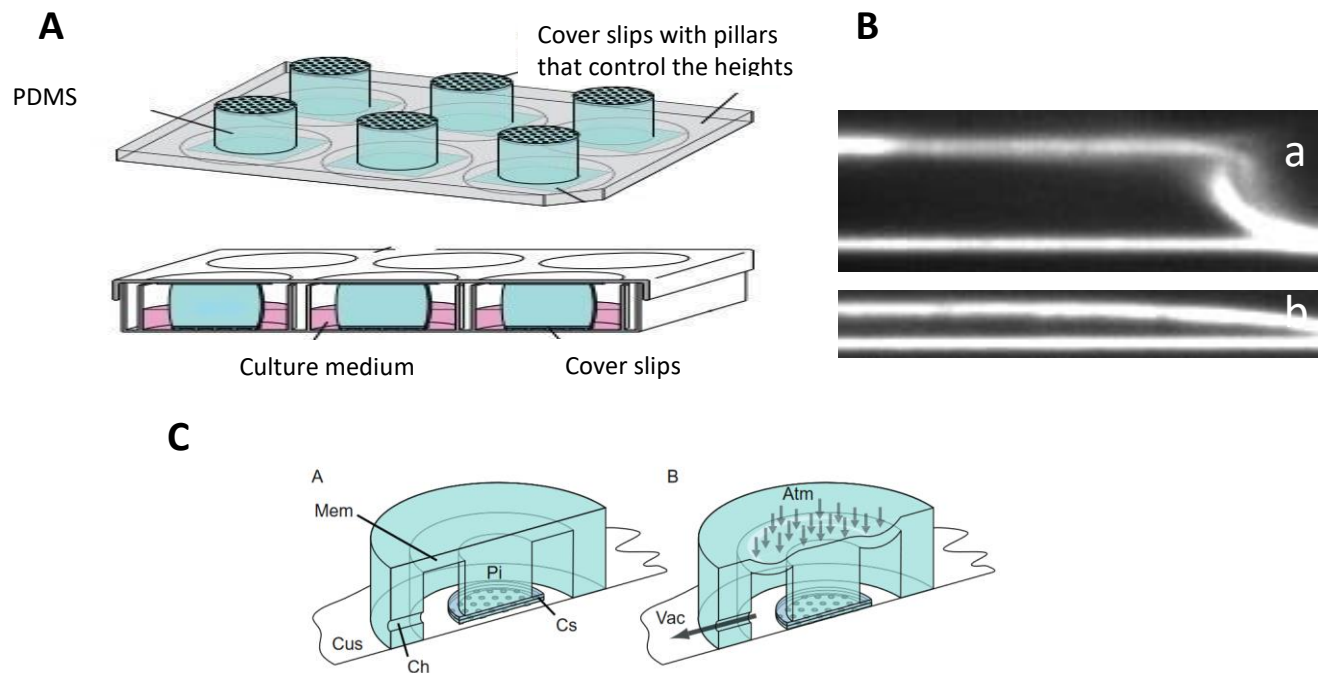 A
B
Cover slips with pillars
that control the heights
PDMS
a
Culture medium
Cover slips
b
C
A
B
Atm
Mem
Pi
Vac
Cs
Cus
Ch